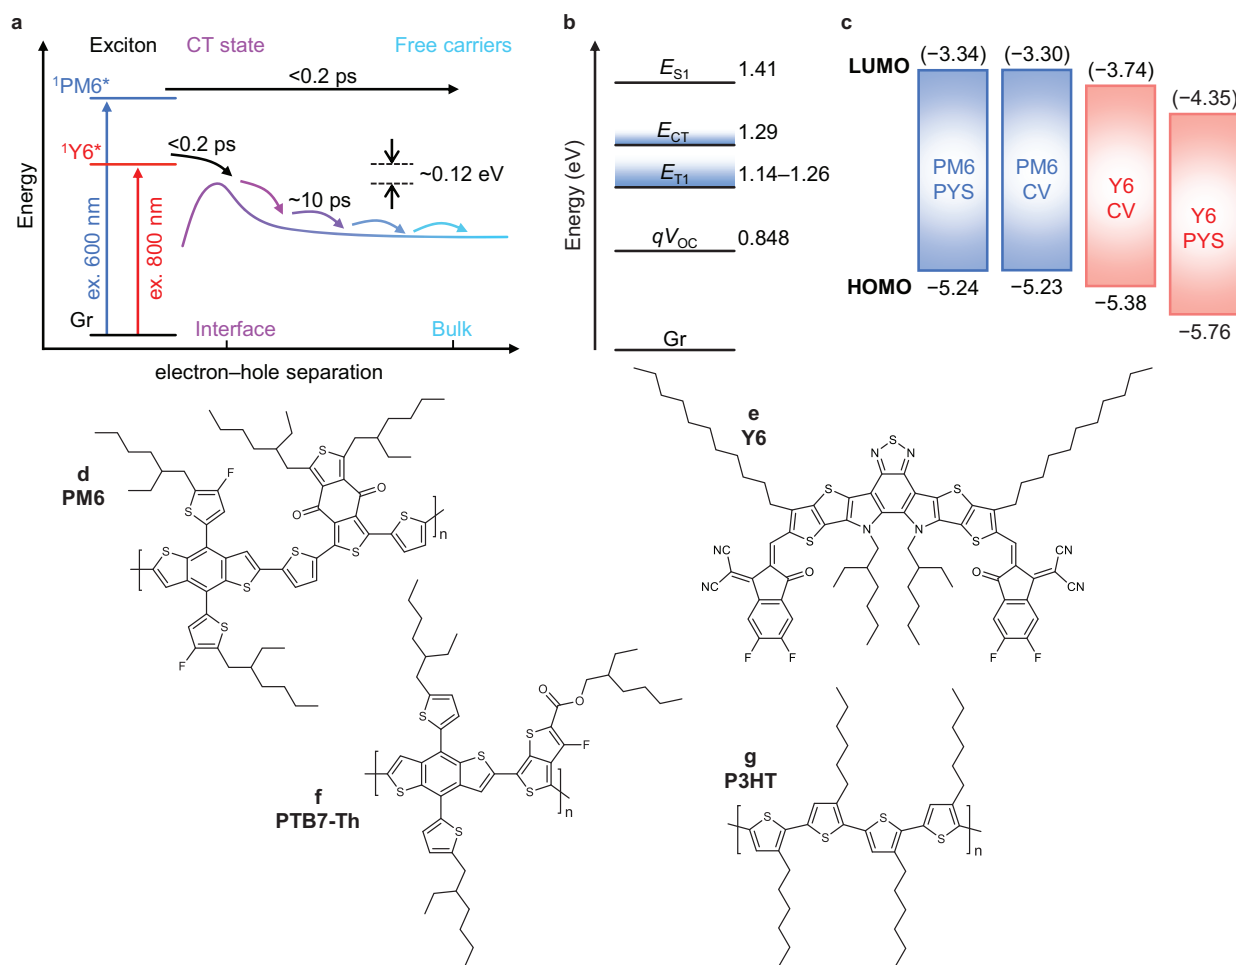 a
Exciton
CT state
Free carriers
¹PM6*
<0.2 ps
¹Y6*
<0.2 ps
~0.12 eV
~10 ps
Energy
ex. 600 nm
ex. 800 nm
Gr
Interface
Bulk
electron–hole separation
b
Energy (eV)
E_S1 1.41
E_CT 1.29
E_T1 1.14–1.26
qV_OC 0.848
Gr
c
LUMO
(−3.34)
(−3.30)
(−3.74)
(−4.35)
PM6
PYS
PM6
CV
Y6
CV
Y6
PYS
HOMO
−5.24
−5.23
−5.38
−5.76
d
PM6
F
S
S
O
O
S
S
n
S
S
S
S
F
e
Y6
S
N
N
S
S
S
S
N
N
NC
NC
O
F
F
O
CN
CN
F
F
f
PTB7-Th
S
O
O
S
F
S
S
S
n
S
g
P3HT
S
S
S
S
n